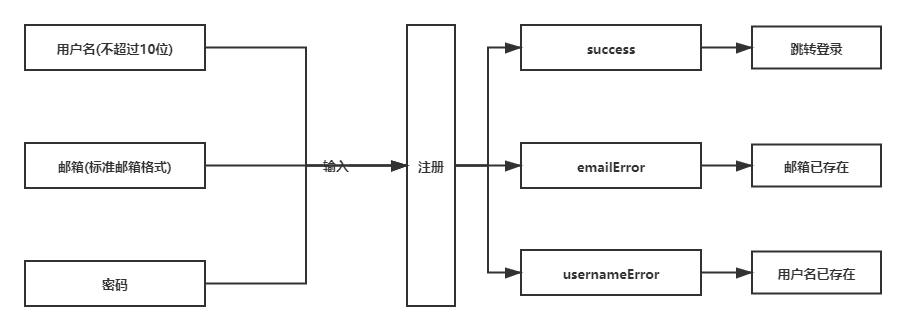 用户名(不超过10位)
邮箱(标准邮箱格式)
密码
输入
注册
success
跳转登录
emailError
邮箱已存在
usernameError
用户名已存在